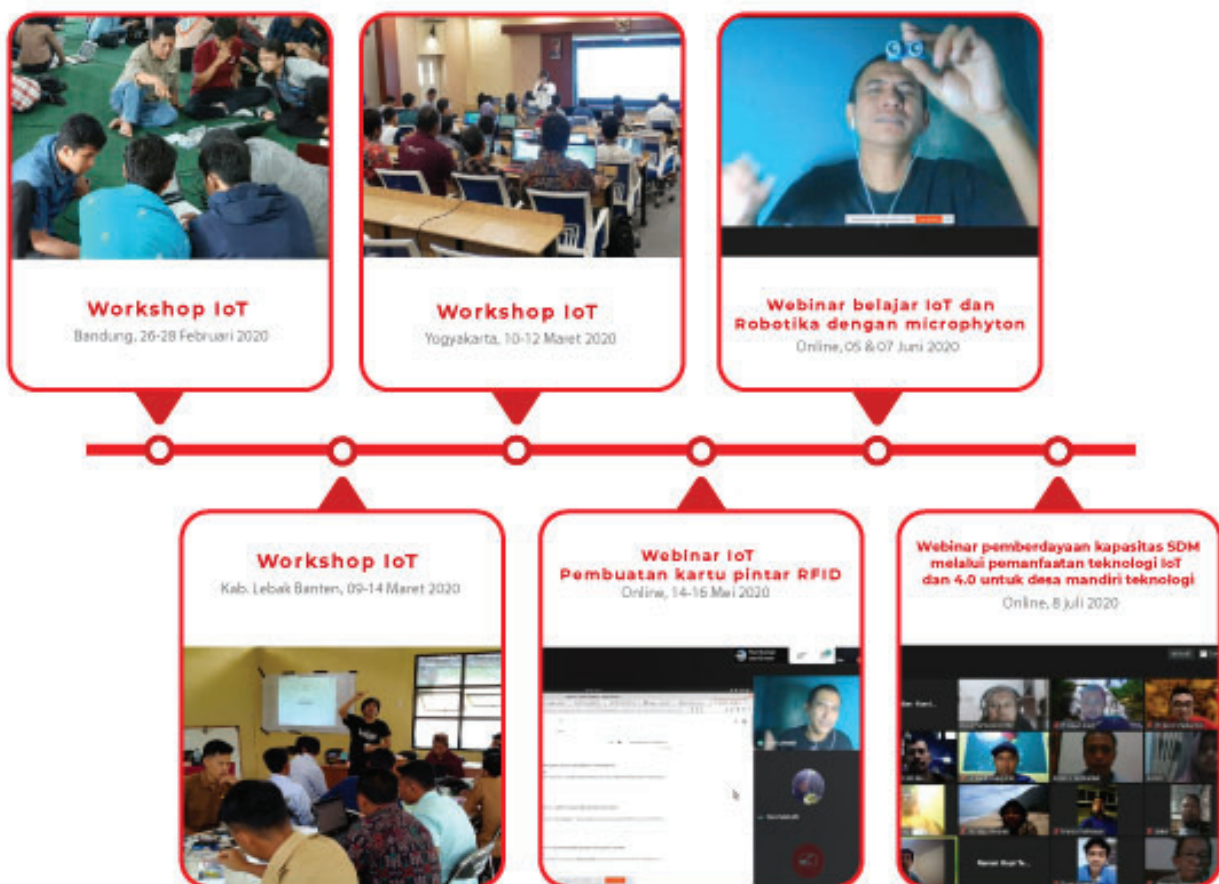 Workshop IoT
Bandung, 26-28 Februari 2020
Workshop IoT
Yogyakarta, 10-12 Maret 2020
Webinar belajar IoT dan
Robotika dengan microphyton
Online, 05 & 07 Juni 2020
Workshop IoT
Kab. Lebak Banten, 09-14 Maret 2020
Webinar IoT
Pembuatan kartu pintar RFID
Online, 14-16 Mei 2020
Webinar pemberdayaan kapasitas SDM
melalui pemanfaatan teknologi IoT
dan 4.0 untuk desa mandiri teknologi
Online, 8 juli 2020